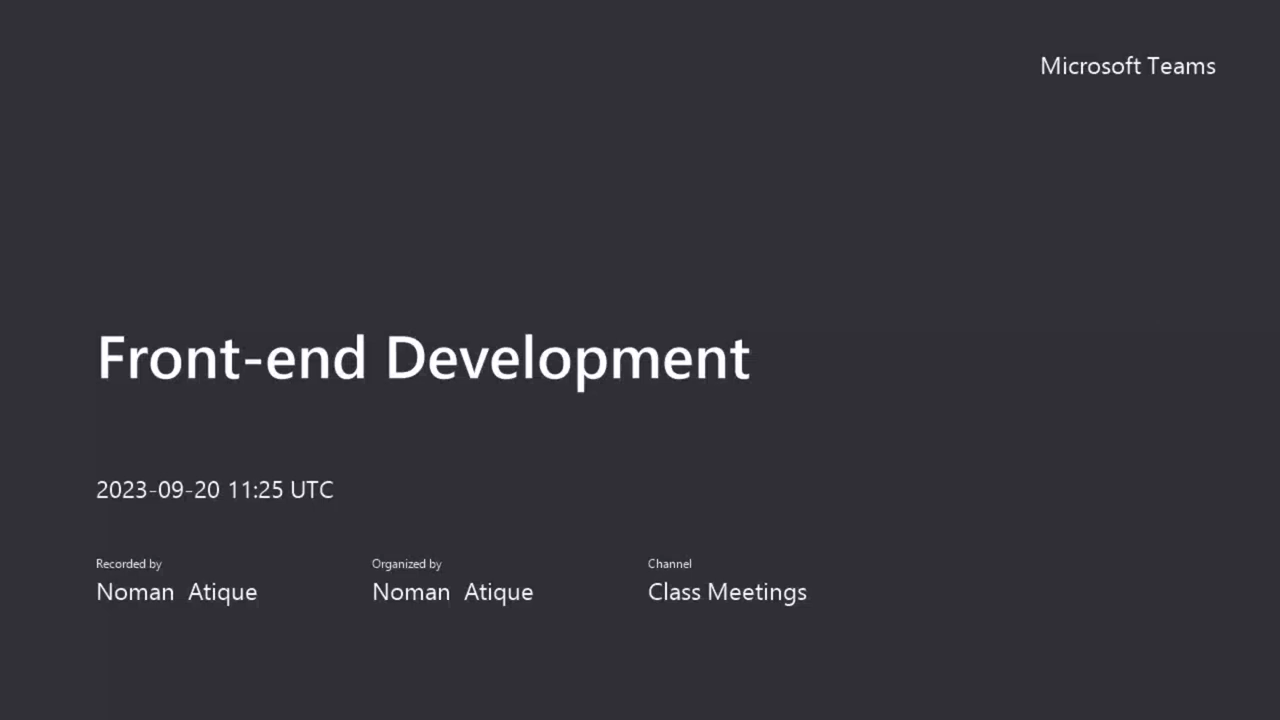 Microsoft Teams
Front-end Development
2023-09-20 11:25 UTC
Recorded by
Noman  Atique
Organized by
Noman  Atique
Channel
Class Meetings